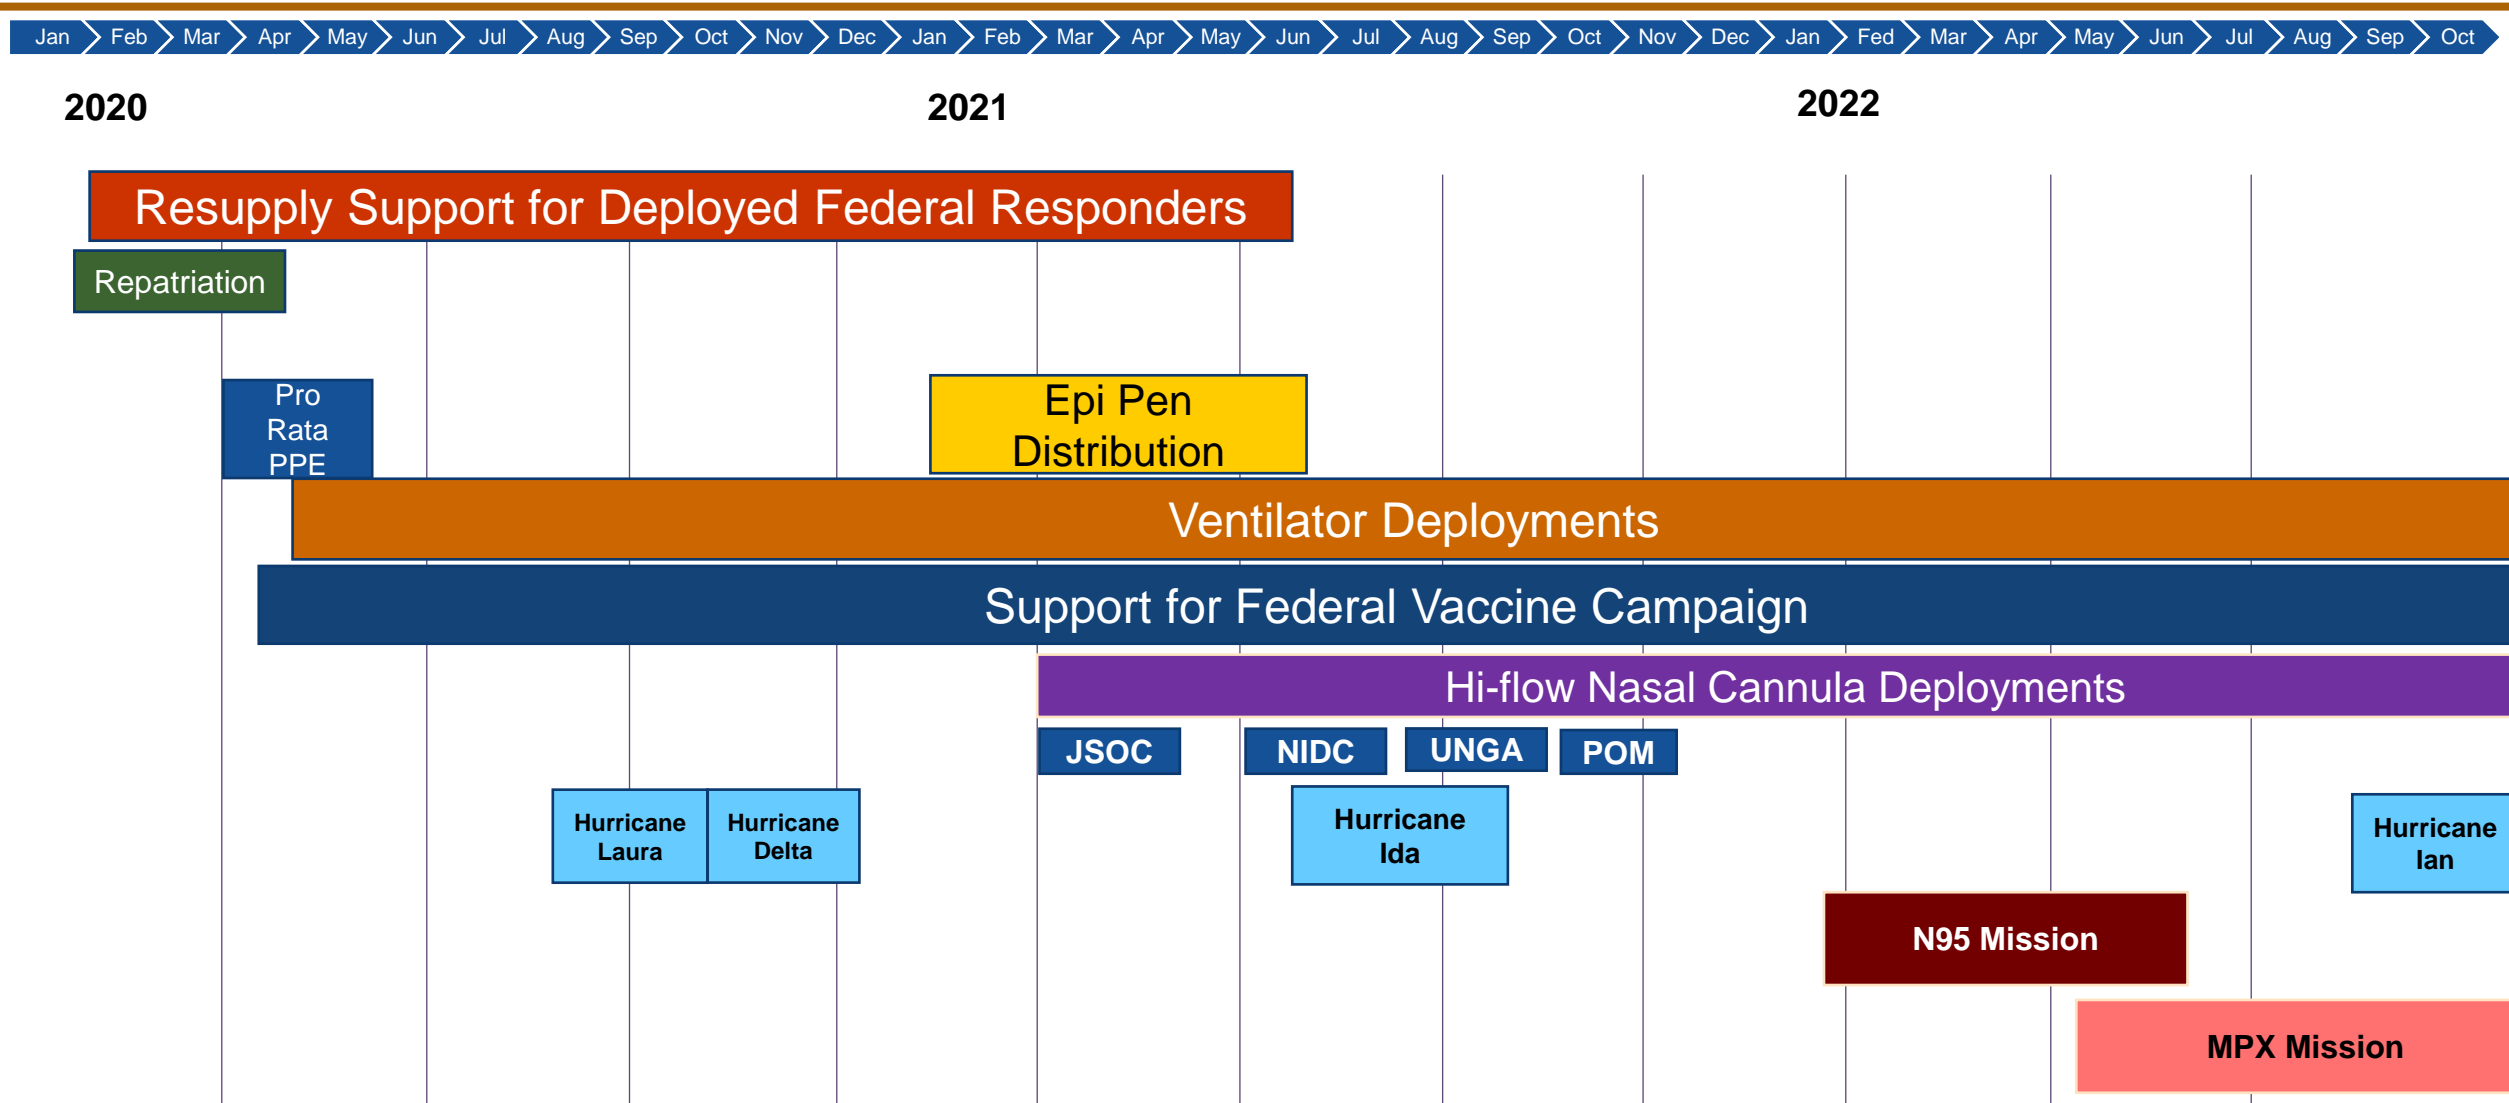 Jan Feb Mar Apr May Jun Jul Aug Sep Oct Nov Dec Jan Feb Mar Apr May Jun Jul Aug Sep Oct Nov Dec Jan Fed Mar Apr May Jun Jul Aug Sep Oct
2020 2021 2022
Resupply Support for Deployed Federal Responders
Repatriation
Pro
Rata
PPE
Epi Pen
Distribution
Ventilator Deployments
Support for Federal Vaccine Campaign
Hi-flow Nasal Cannula Deployments
JSOC NIDC UNGA POM
Hurricane
Laura
Hurricane
Delta
Hurricane
Ida
Hurricane
Ian
N95 Mission
MPX Mission